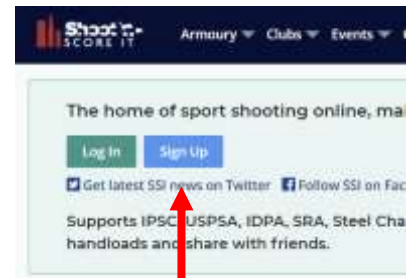 Shoot'n-
SCORE IT
Armoury Clubs Events
The home of sport shooting online, mai
Log In Sign Up
Get latest SSI news on Twitter Follow SSI on Fac
Supports IPSC, USPSA, IDPA, SRA, Steel Cha
handloads and share with friends.